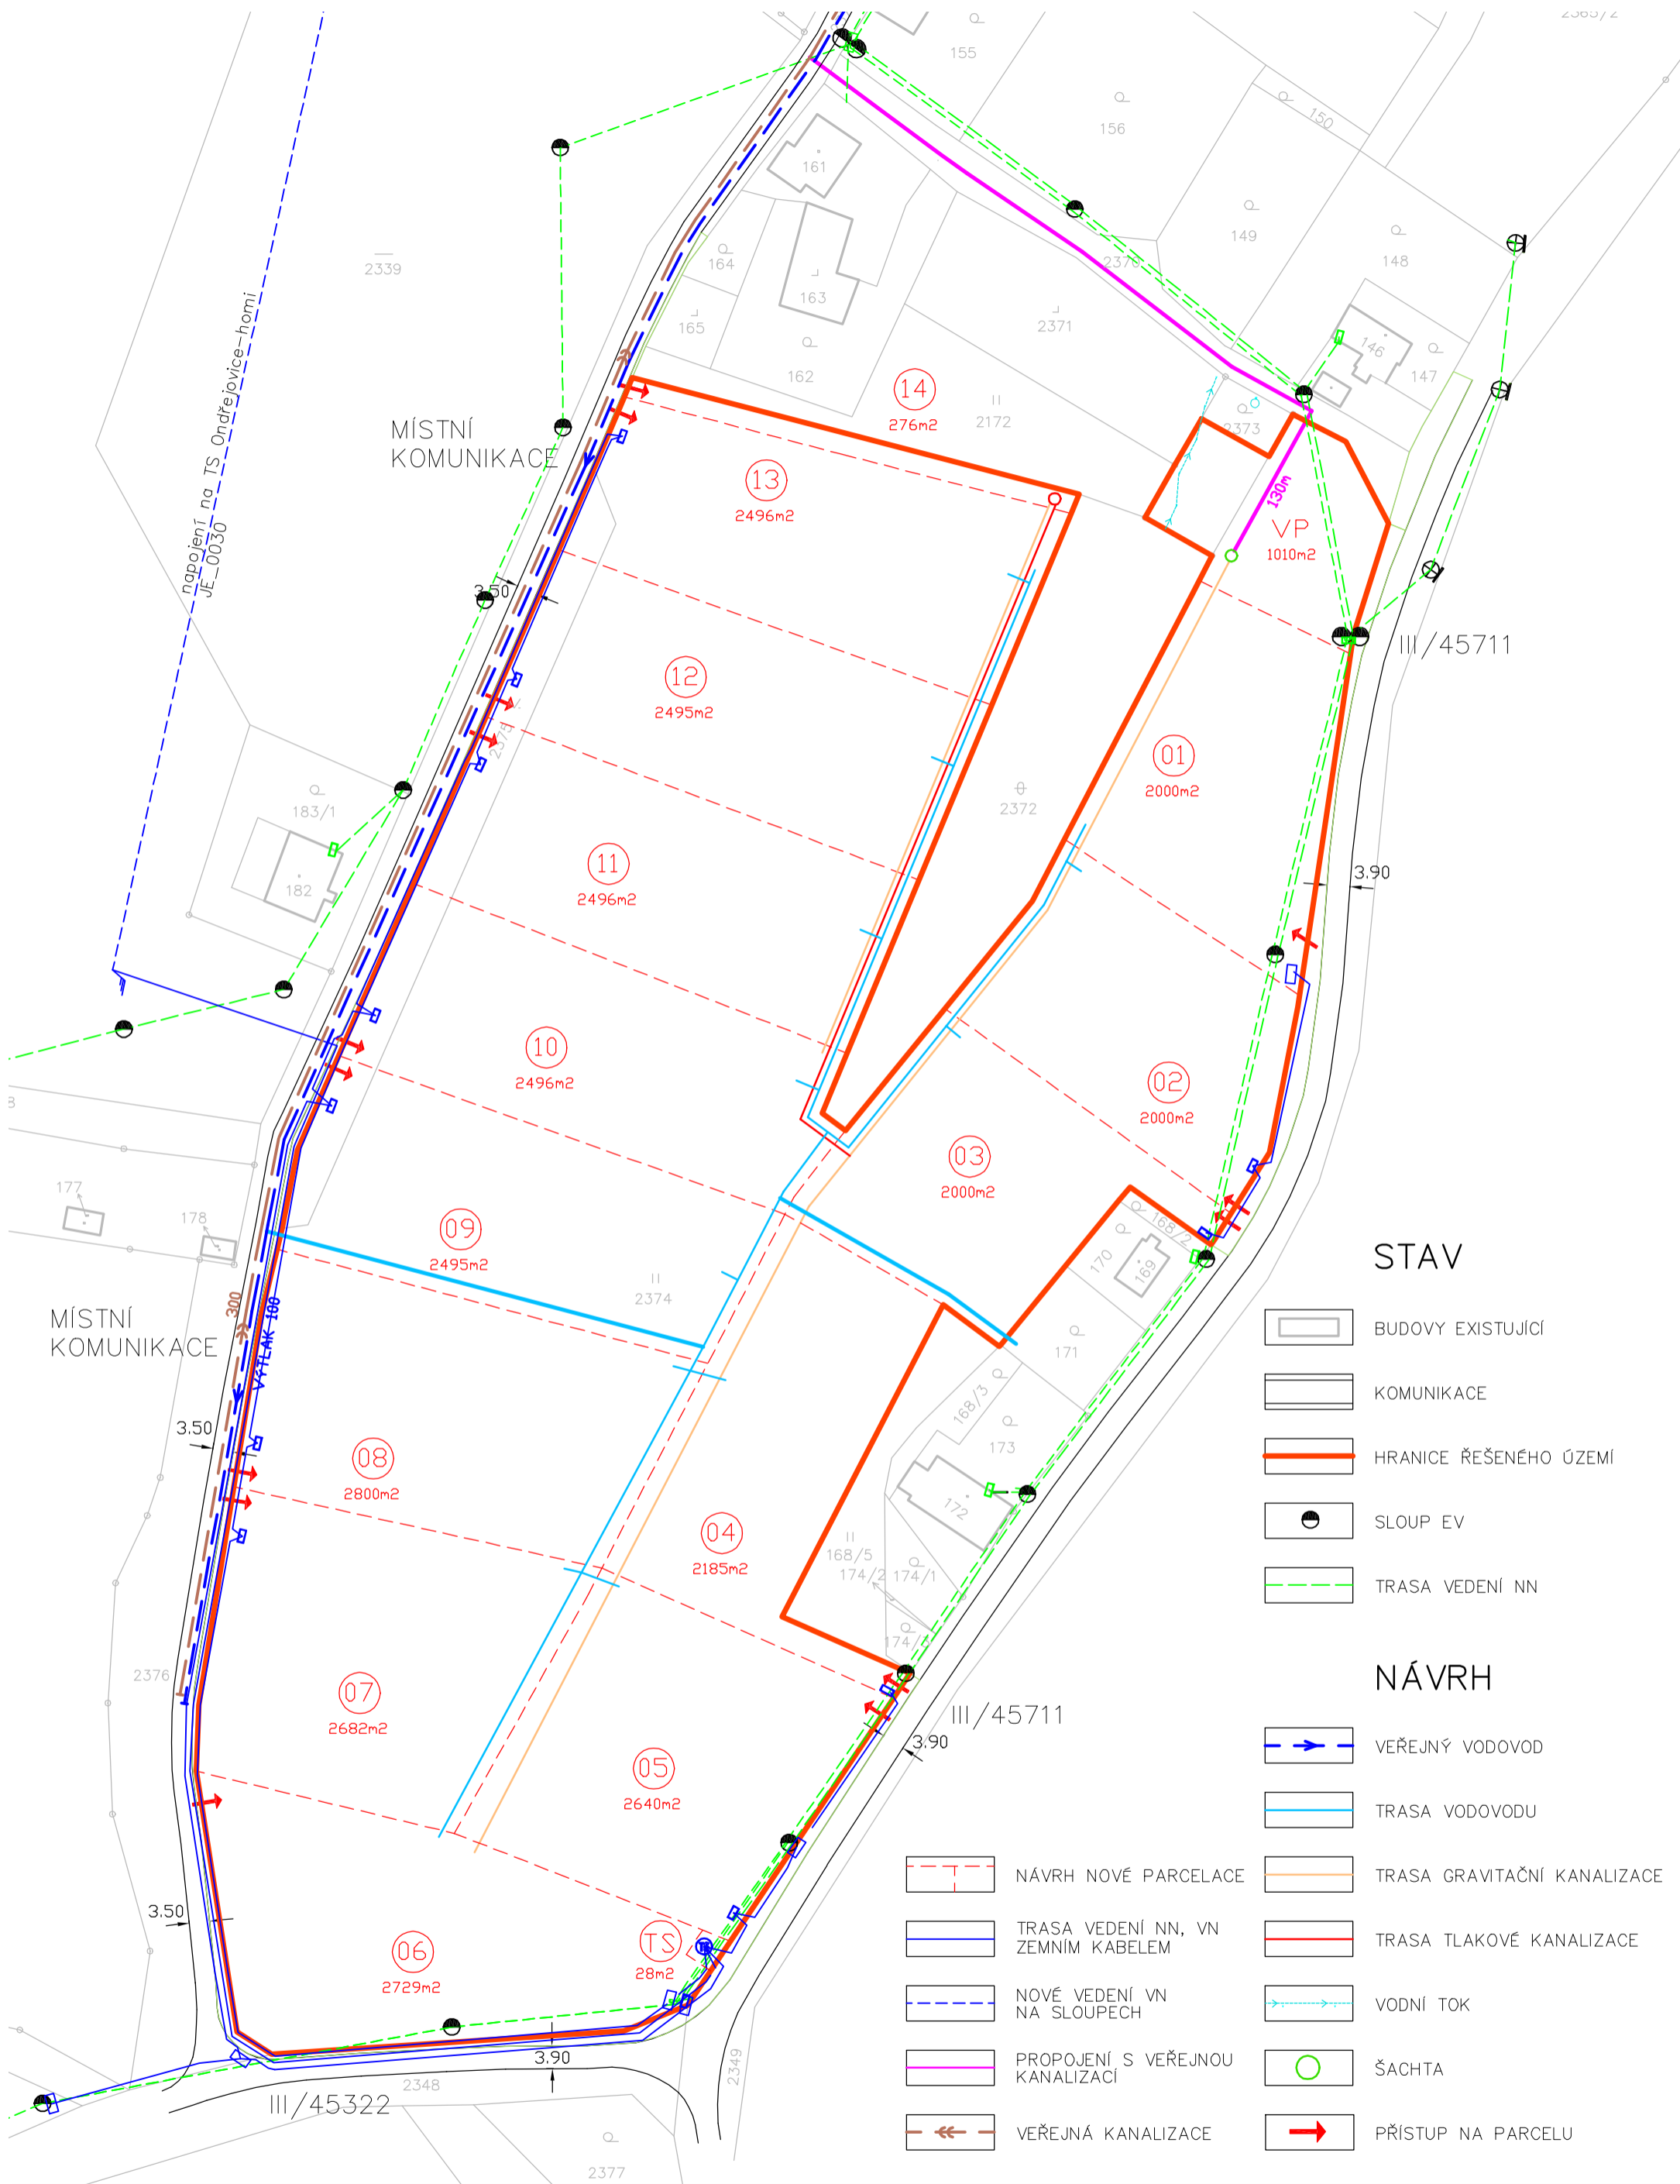 2365/2
155
156
150
161
149
148
2339
164
2370
163
napojení na TS Ondřejovice-horní
JE_0030
165
2371
146
162
147
14
276m2
2172
2373
MÍSTNÍ
KOMUNIKACE
13
2496m2
130m
VP
1010m2
3.50
III/45711
12
2495m2
2375
01
2000m2
2372
183/1
11
2496m2
3.90
182
10
2496m2
02
2000m2
03
2000m2
177
178
09
2495m2
168/2
170
169
2374
300
VÝTLAK 100
MÍSTNÍ
KOMUNIKACE
171
168/3
3.50
173
08
2800m2
172
04
2185m2
168/5
174/2
174/1
2376
07
2682m2
III/45711
3.90
05
2640m2
3.50
06
2729m2
TS
28m2
3.90
2348
2349
III/45322
2377
STAV
BUDOVY EXISTUJÍCÍ
KOMUNIKACE
HRANICE ŘEŠENÉHO ÚZEMÍ
SLOUP EV
TRASA VEDENÍ NN
NÁVRH
VEŘEJNÝ VODOVOD
TRASA VODOVODU
NÁVRH NOVÉ PARCELACE
TRASA GRAVITAČNÍ KANALIZACE
TRASA VEDENÍ NN, VN
ZEMNÍM KABELEM
TRASA TLAKOVÉ KANALIZACE
NOVÉ VEDENÍ VN
NA SLOUPECH
VODNÍ TOK
PROPOJENÍ S VEŘEJNOU
KANALIZACÍ
ŠACHTA
VEŘEJNÁ KANALIZACE
PŘÍSTUP NA PARCELU